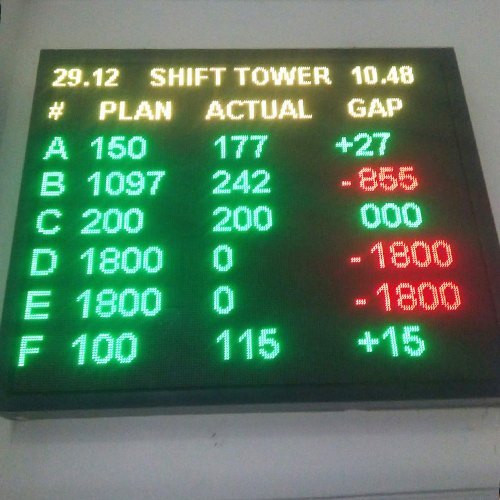 29.12 SHIFT TOWER 10.48
# PLAN ACTUAL GAP
A 150 177 +27
B 1097 242 -855
C 200 200 000
D 1800 0 -1800
E 1800 0 -1800
F 100 115 +15